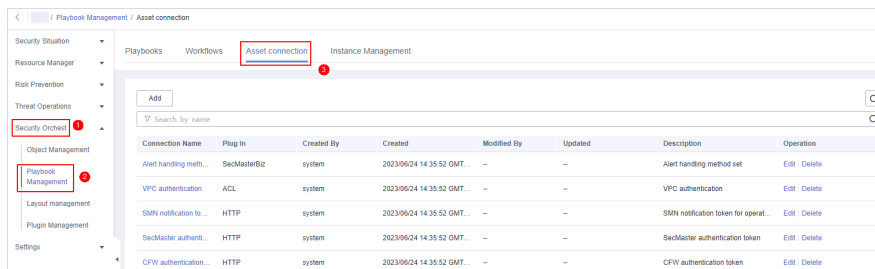 / Playbook Management / Asset connection
Security Situation
Resource Manager
Risk Prevention
Threat Operations
Security Orchest
1
Object Management
Playbook
Management
2
Layout management
Plugin Management
Settings
Playbooks Workflows Asset connection Instance Management
3
Add
Search by name
Connection Name Plug In Created By Created Modified By Updated Description Operation
Alert handling meth... SecMasterBiz system 2023/06/24 14:35:52 GMT... -- -- Alert handling method set Edit Delete
VPC authentication ACL system 2023/06/24 14:35:52 GMT... -- -- VPC authentication Edit Delete
SMN notification to... HTTP system 2023/06/24 14:35:52 GMT... -- -- SMN notification token for operat... Edit Delete
SecMaster authenti... HTTP system 2023/06/24 14:35:52 GMT... -- -- SecMaster authentication token Edit Delete
CFW authentication... HTTP system 2023/06/24 14:35:52 GMT... -- -- CFW authentication token Edit Delete